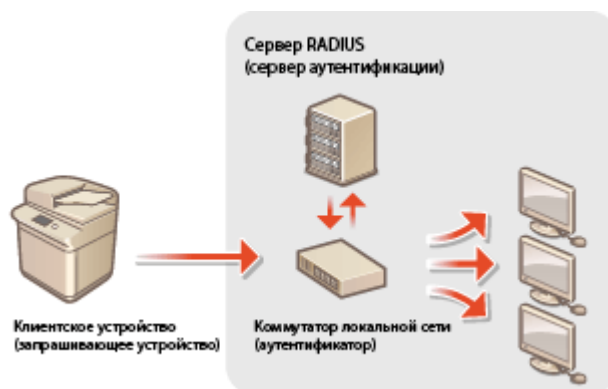 Сервер RADIUS
(сервер аутентификации)
Клиентское устройство
(запрашивающее устройство)
Коммутатор локальной сети
(аутентификатор)